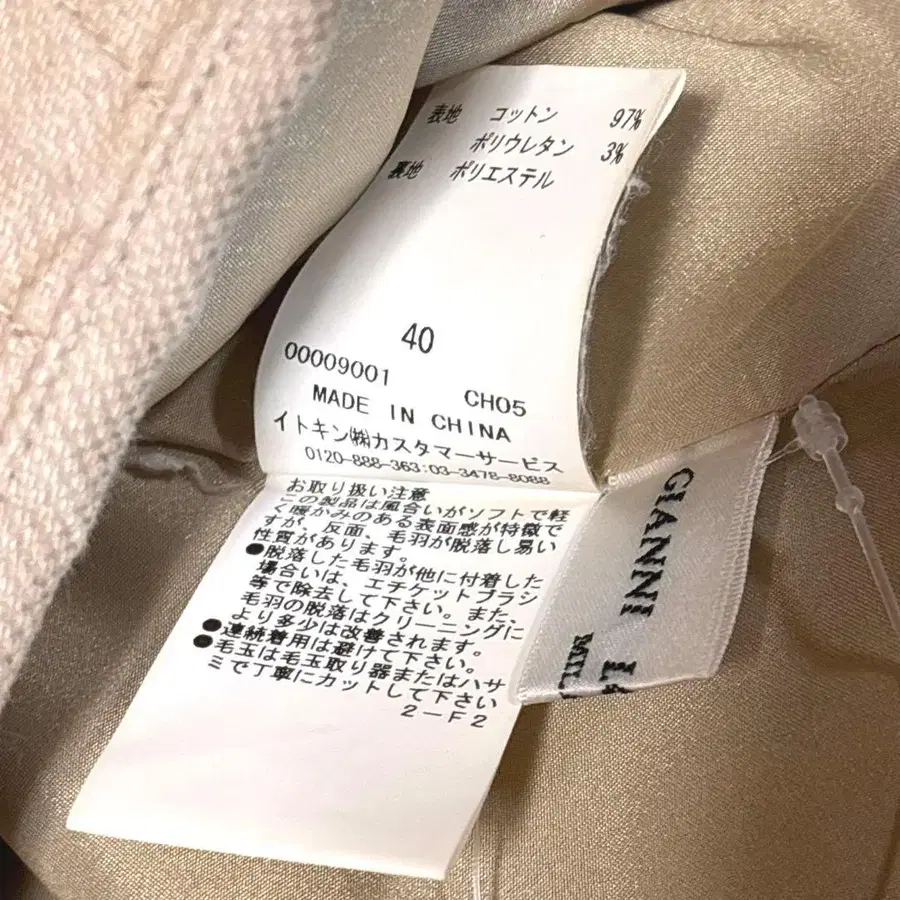 表地 コットン 97%
ポリウレタン 3%
裏地 ポリエステル
40
00009001 CH05
MADE IN CHINA
イトキン㈱カスタマーサービス
0120-888-363:03-3478-8088
お取り扱い注意
この製品は風合いがソフトで軽
く暖かみのある表面感が特徴で
すが、反面、毛羽が脱落し易い
性質があります。
●脱落した毛羽が他に付着した
場合いは、エチケットブラシ
等で除去して下さい。また、
毛羽の脱落はクリーニングに
より多少は改善されます。
●連続着用は避けて下さい。
●毛玉は毛玉取り器またはハサ
ミで丁寧にカットして下さい
2-F2
GIANNI